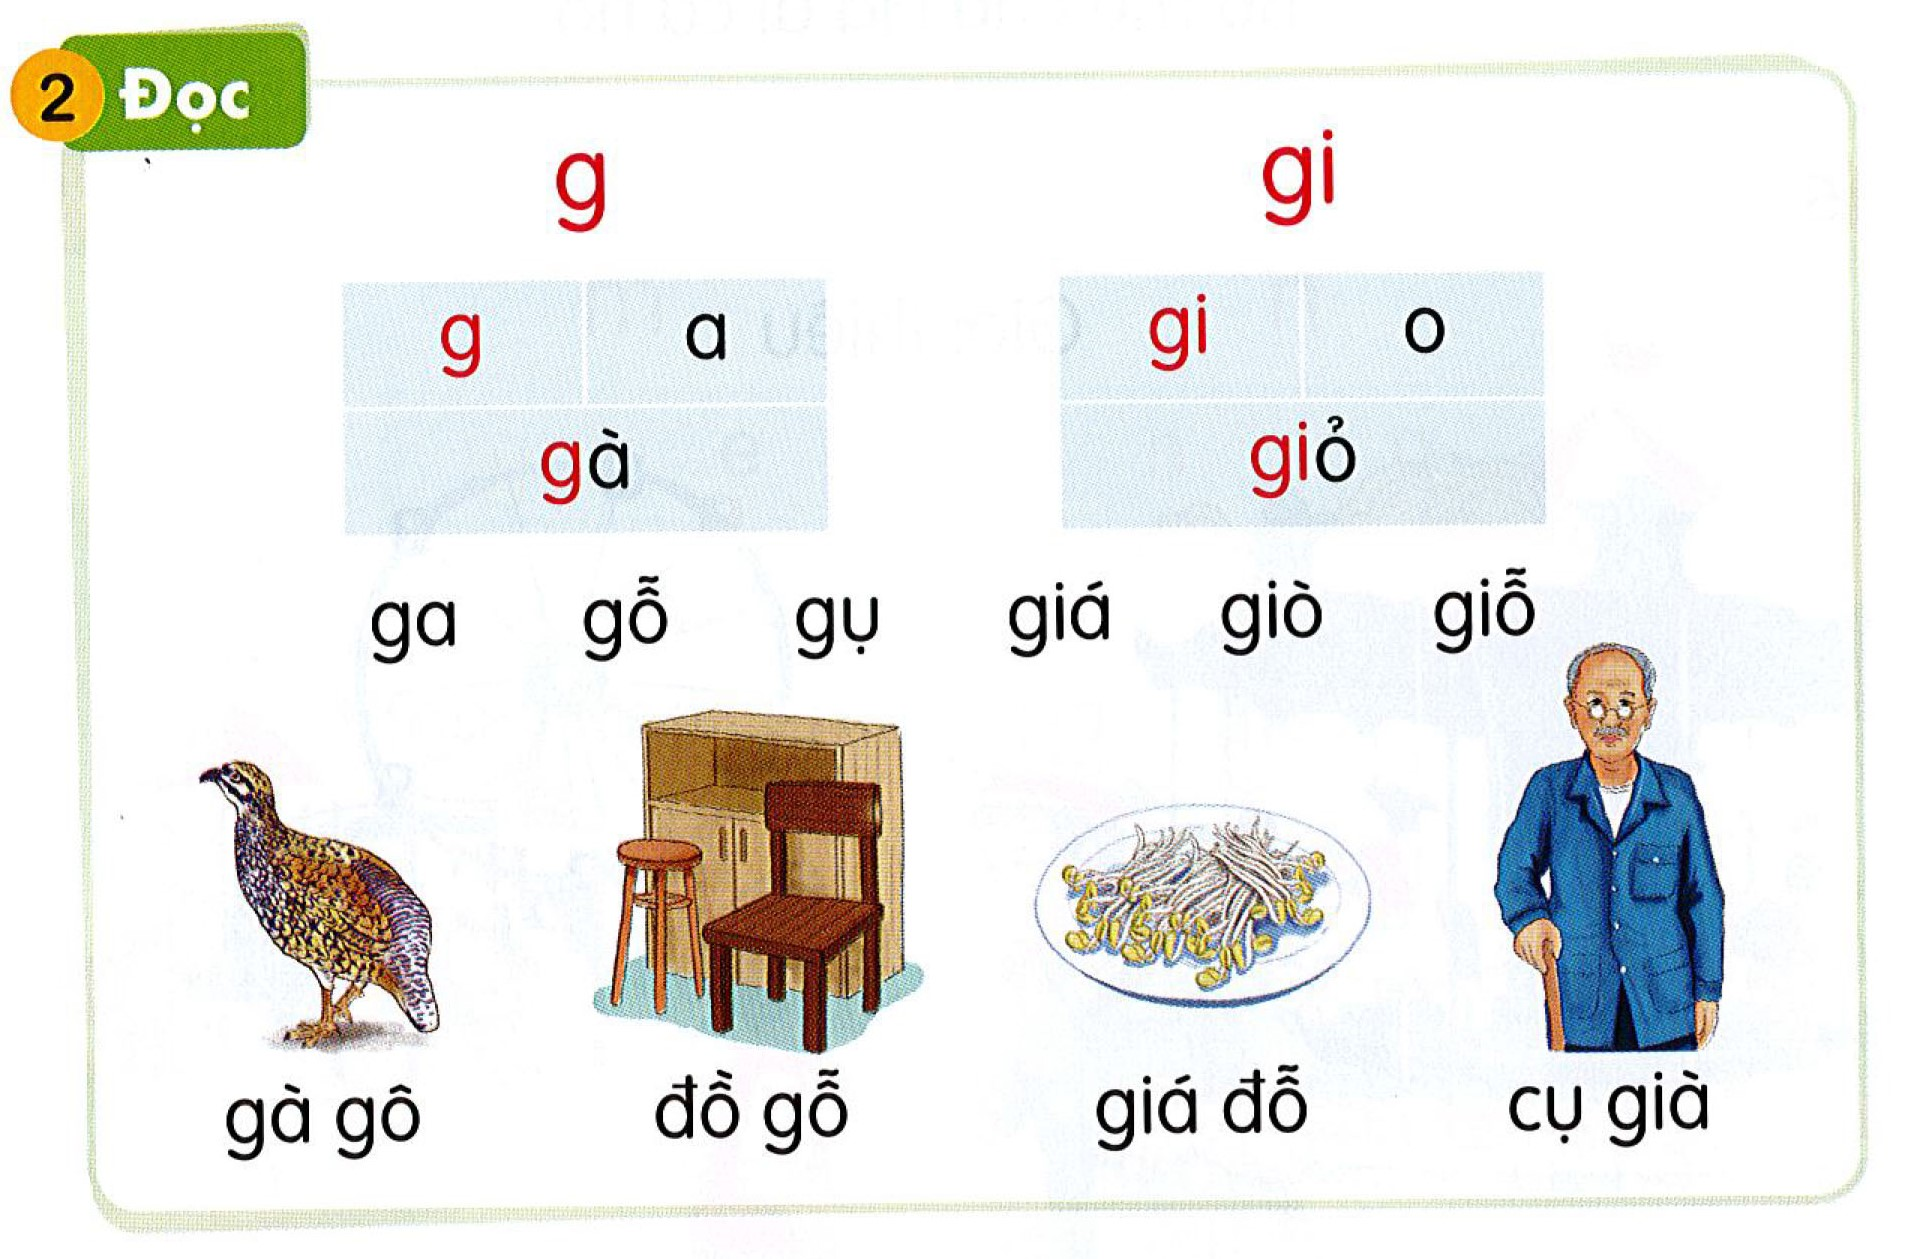 2 Đọc
g gi
g a gi o
gà giỏ
ga gỗ gụ giá giò giỗ
gà gô đồ gỗ giá đỗ cụ già